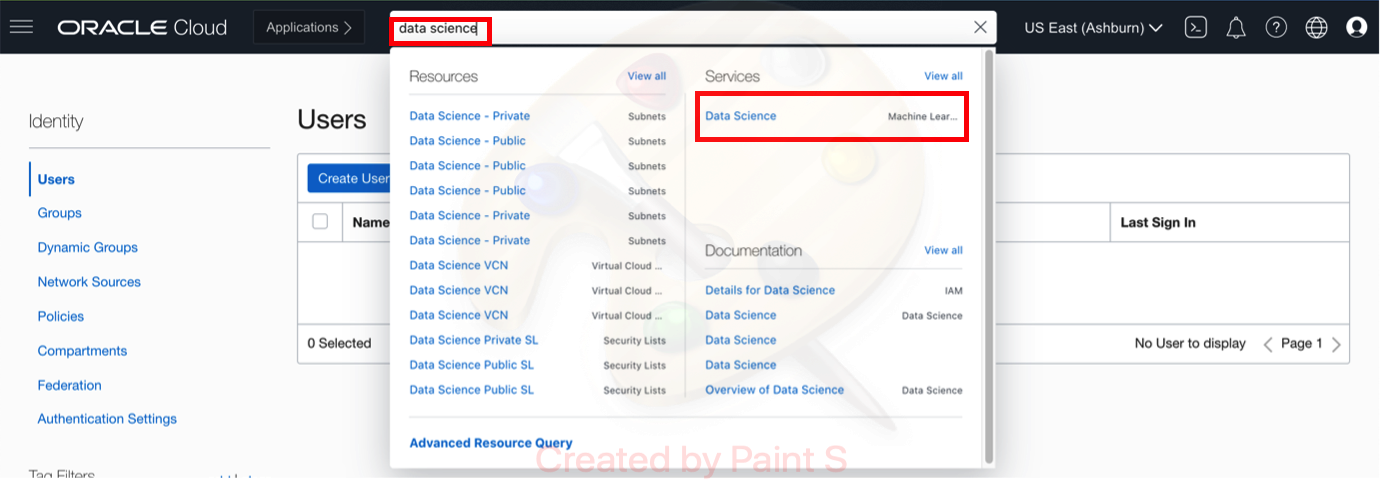 ORACLE Cloud
Applications
data science
US East (Ashburn)
Identity
Users
Groups
Dynamic Groups
Network Sources
Policies
Compartments
Federation
Authentication Settings
Tag Filters
Users
Create User
Name
Last Sign In
0 Selected
No User to display
Page 1
Resources View all
Data Science - Private Subnets
Data Science - Public Subnets
Data Science - Public Subnets
Data Science - Public Subnets
Data Science - Private Subnets
Data Science - Private Subnets
Data Science VCN Virtual Cloud ...
Data Science VCN Virtual Cloud ...
Data Science VCN Virtual Cloud ...
Data Science Private SL Security Lists
Data Science Public SL Security Lists
Data Science Public SL Security Lists
Advanced Resource Query
Services View all
Data Science Machine Lear...
Documentation View all
Details for Data Science IAM
Data Science Data Science
Data Science
Data Science
Overview of Data Science Data Science
Created by Paint S